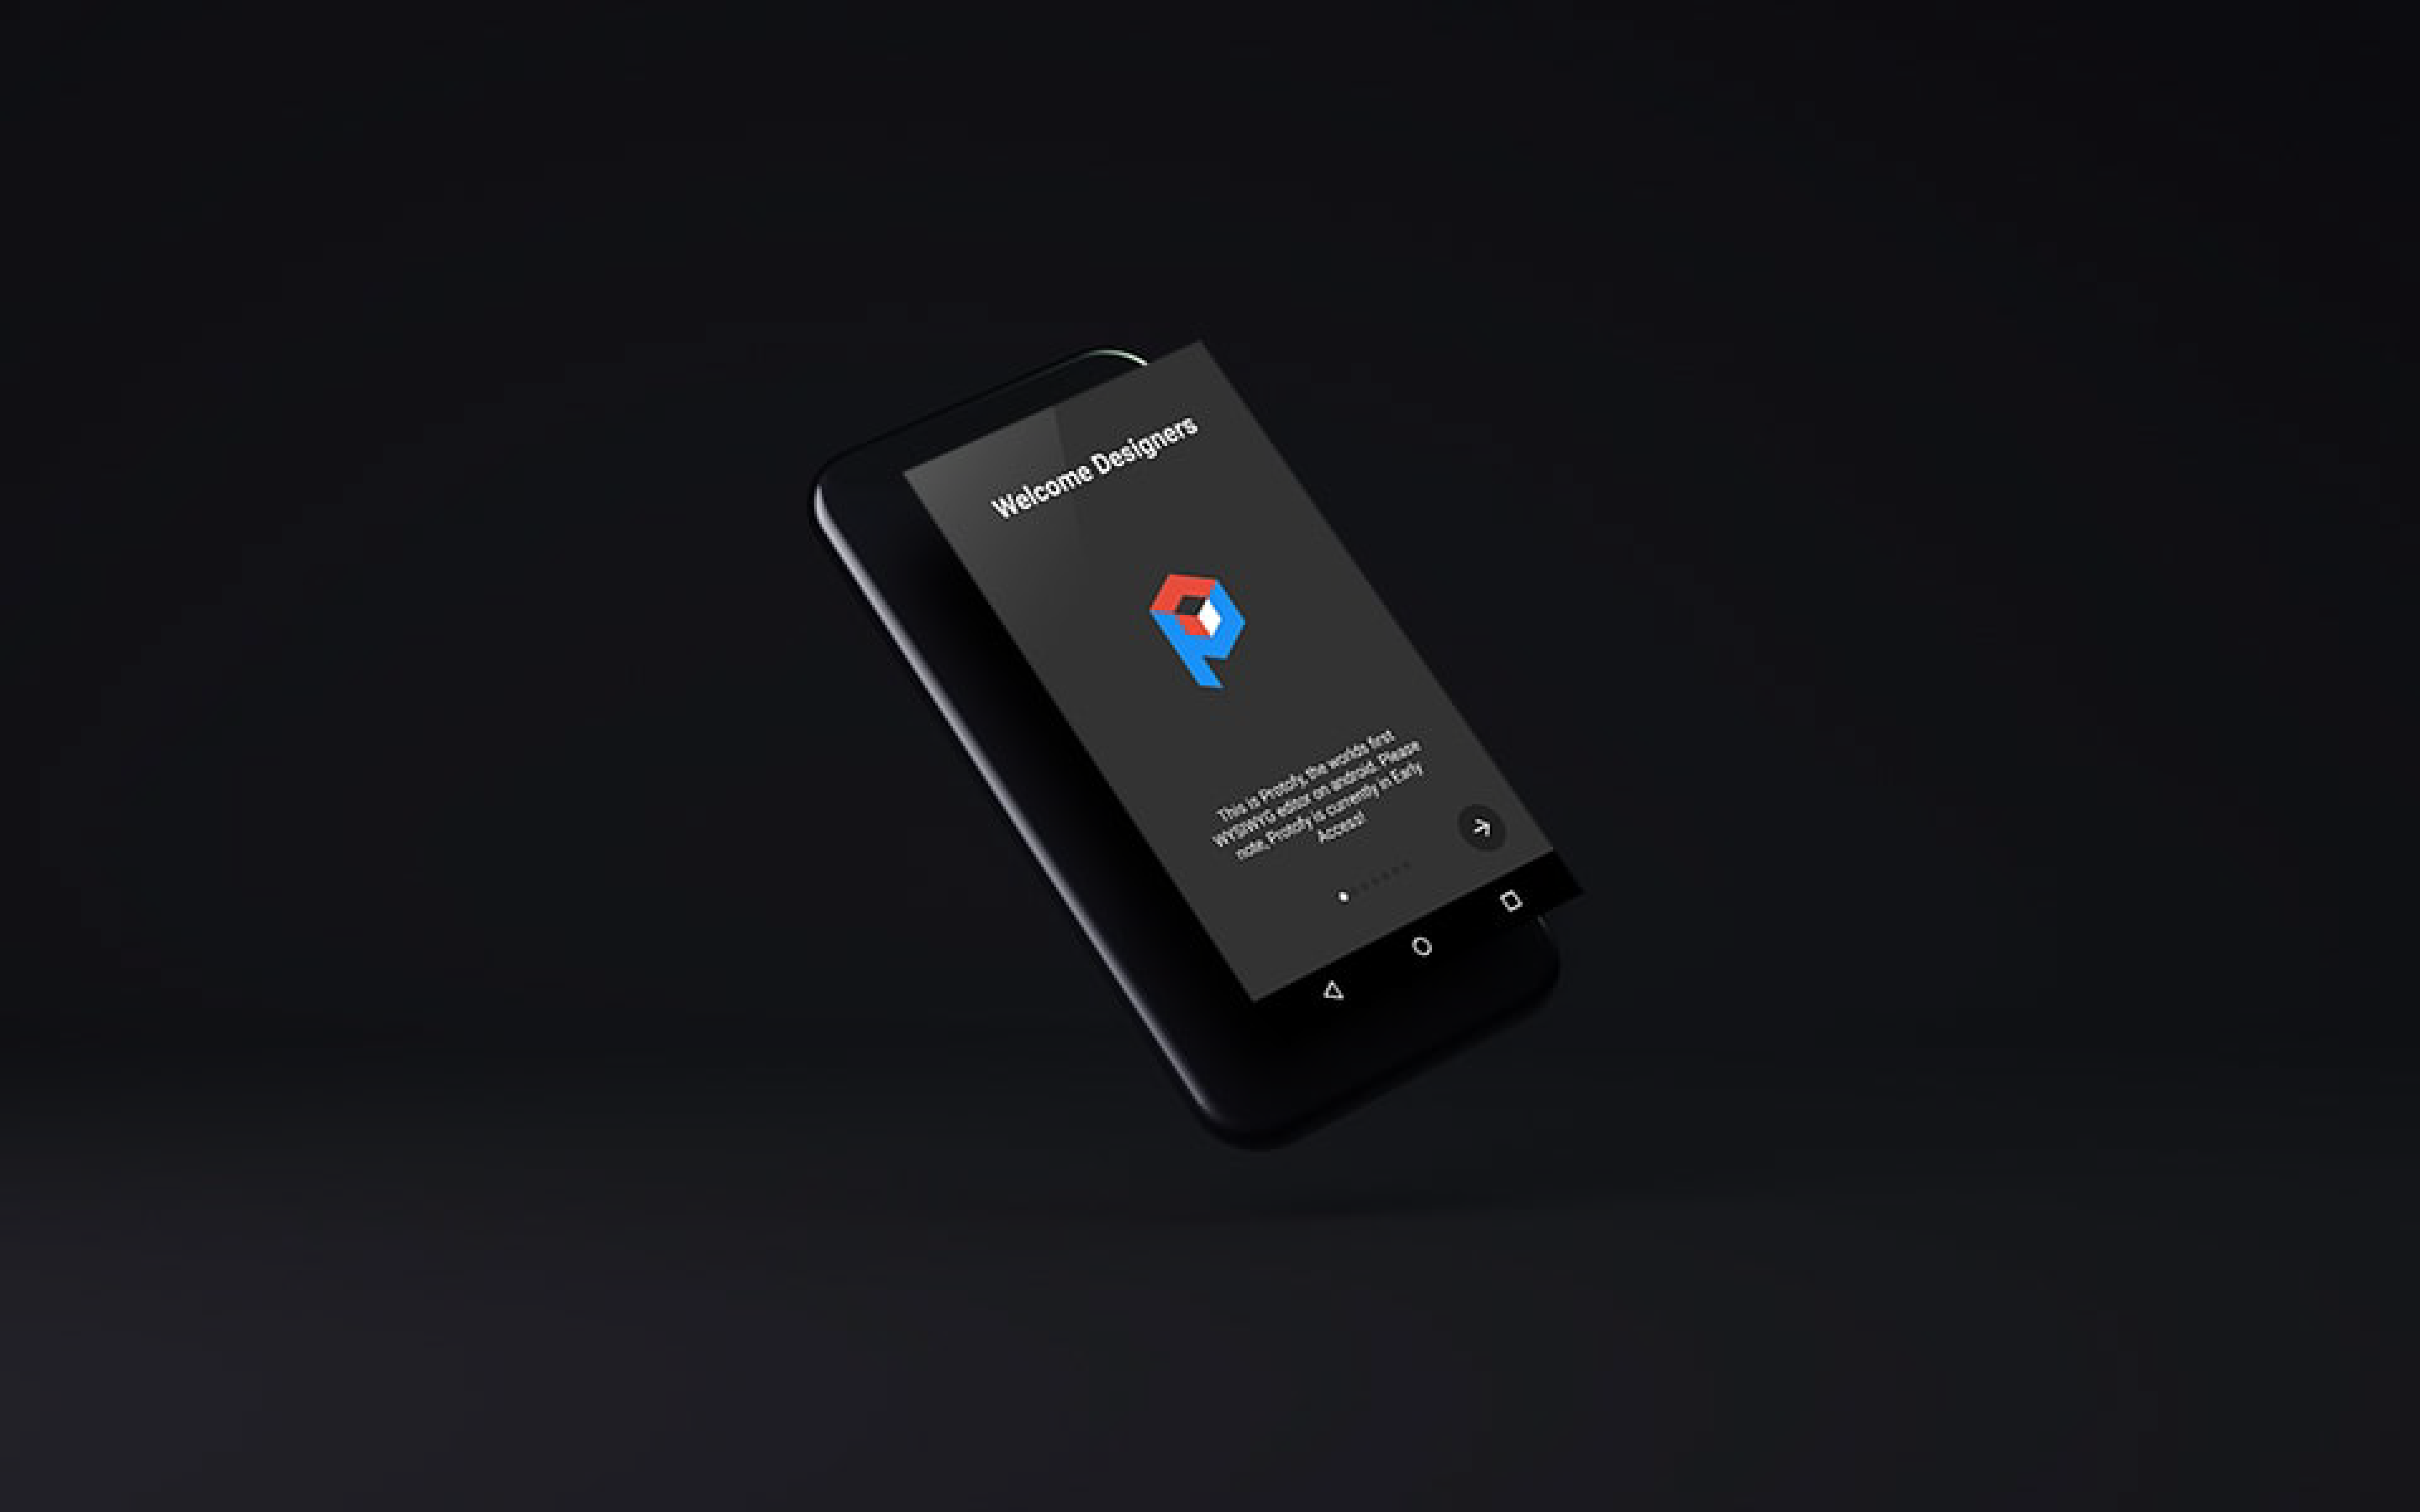 Welcome Designers
This is Protofy, the worlds first
WYSIWYG editor on android. Please
note, Protofy is currently in Early
Access!